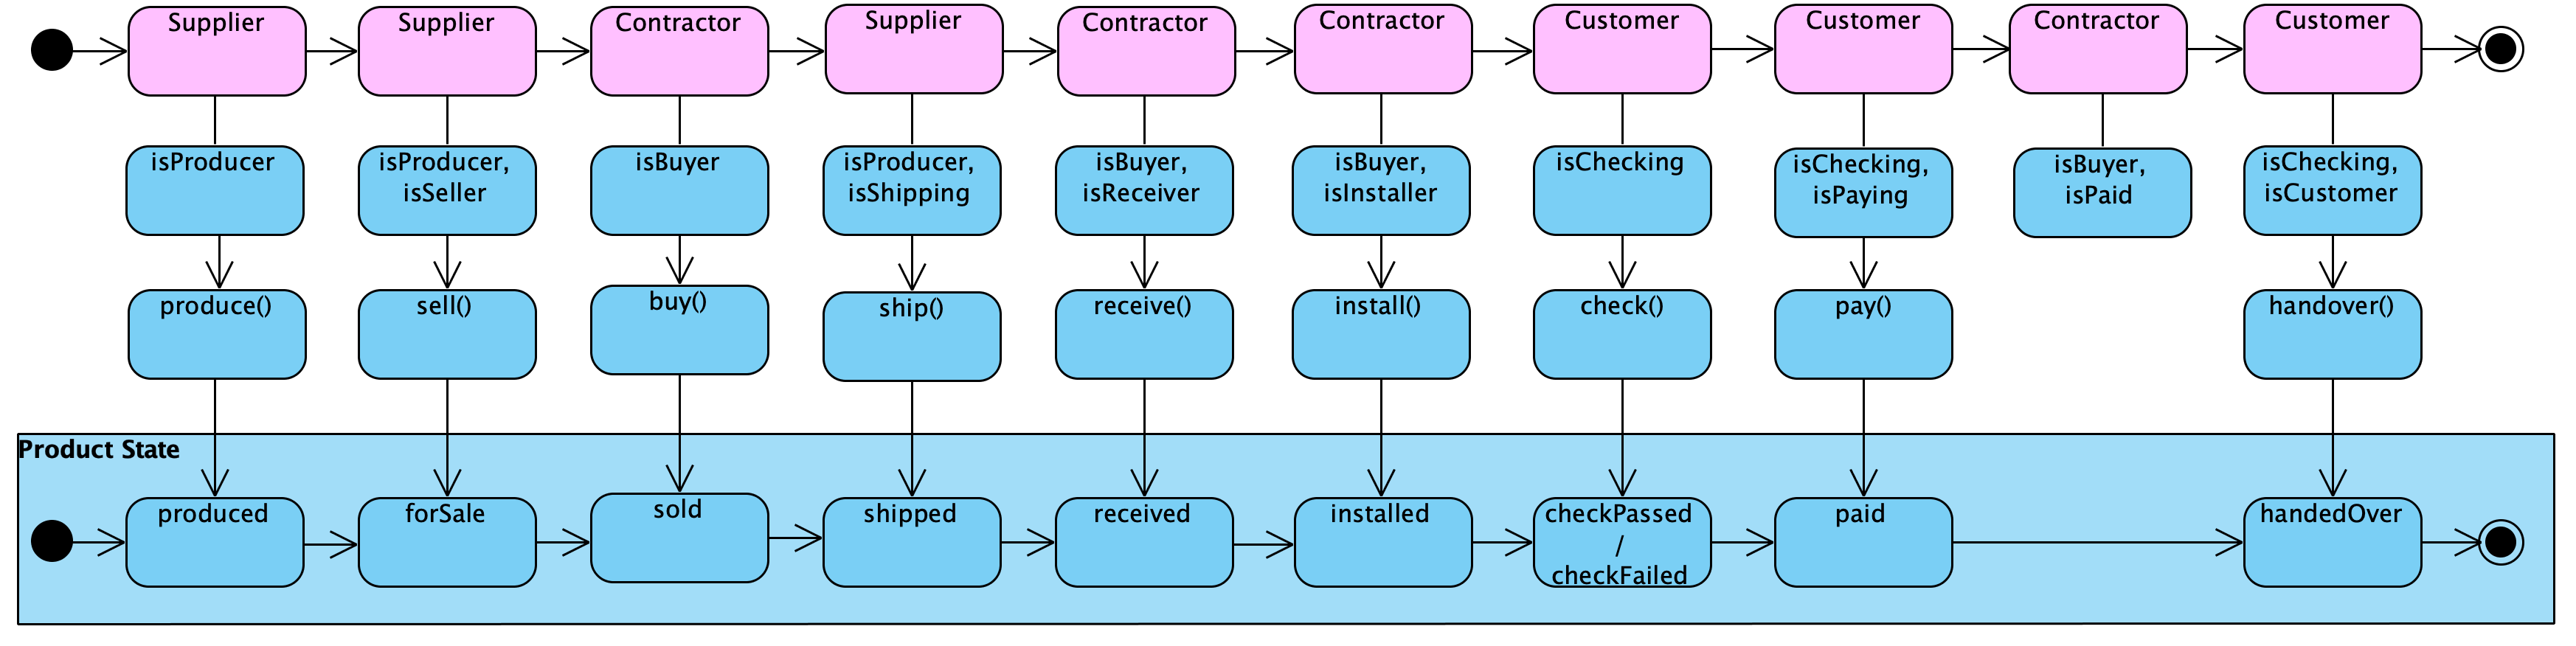 Supplier
Supplier
Contractor
Supplier
Contractor
Contractor
Customer
Customer
Contractor
Customer
isProducer
isProducer,
isSeller
isBuyer
isProducer,
isShipping
isBuyer,
isReceiver
isBuyer,
isInstaller
isChecking
isChecking,
isPaying
isBuyer,
isPaid
isChecking,
isCustomer
produce()
sell()
buy()
ship()
receive()
install()
check()
pay()
handover()
Product State
produced
forSale
sold
shipped
received
installed
checkPassed
/
checkFailed
paid
handedOver